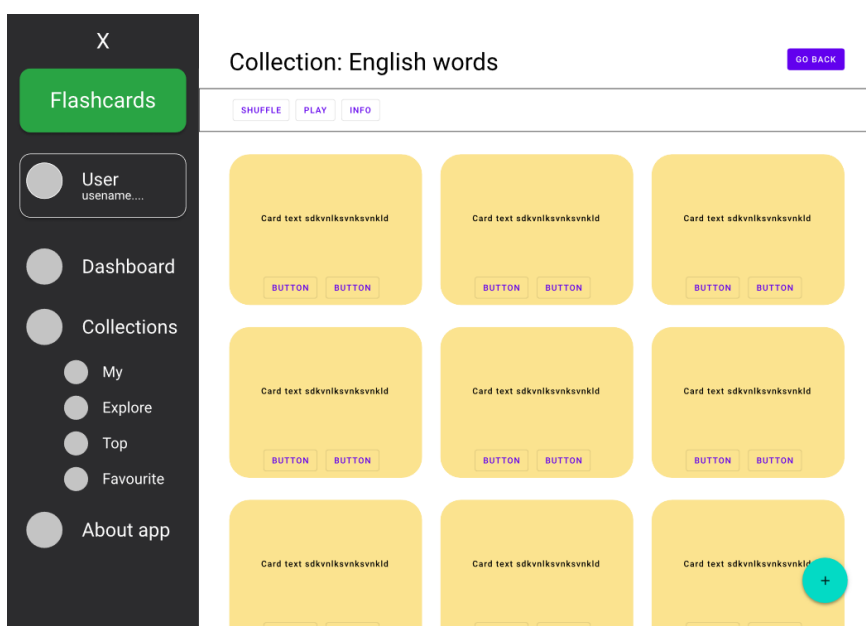 X
Flashcards
User
usename....
Dashboard
Collections
My
Explore
Top
Favourite
About app
Collection: English words
GO BACK
SHUFFLE PLAY INFO
Card text sdkvnlksvnksvnkld Card text sdkvnlksvnksvnkld Card text sdkvnlksvnksvnkld
BUTTON BUTTON BUTTON BUTTON BUTTON BUTTON
Card text sdkvnlksvnksvnkld Card text sdkvnlksvnksvnkld Card text sdkvnlksvnksvnkld
BUTTON BUTTON BUTTON BUTTON BUTTON BUTTON
Card text sdkvnlksvnksvnkld Card text sdkvnlksvnksvnkld Card text sdkvnlksvnksvnkld
+